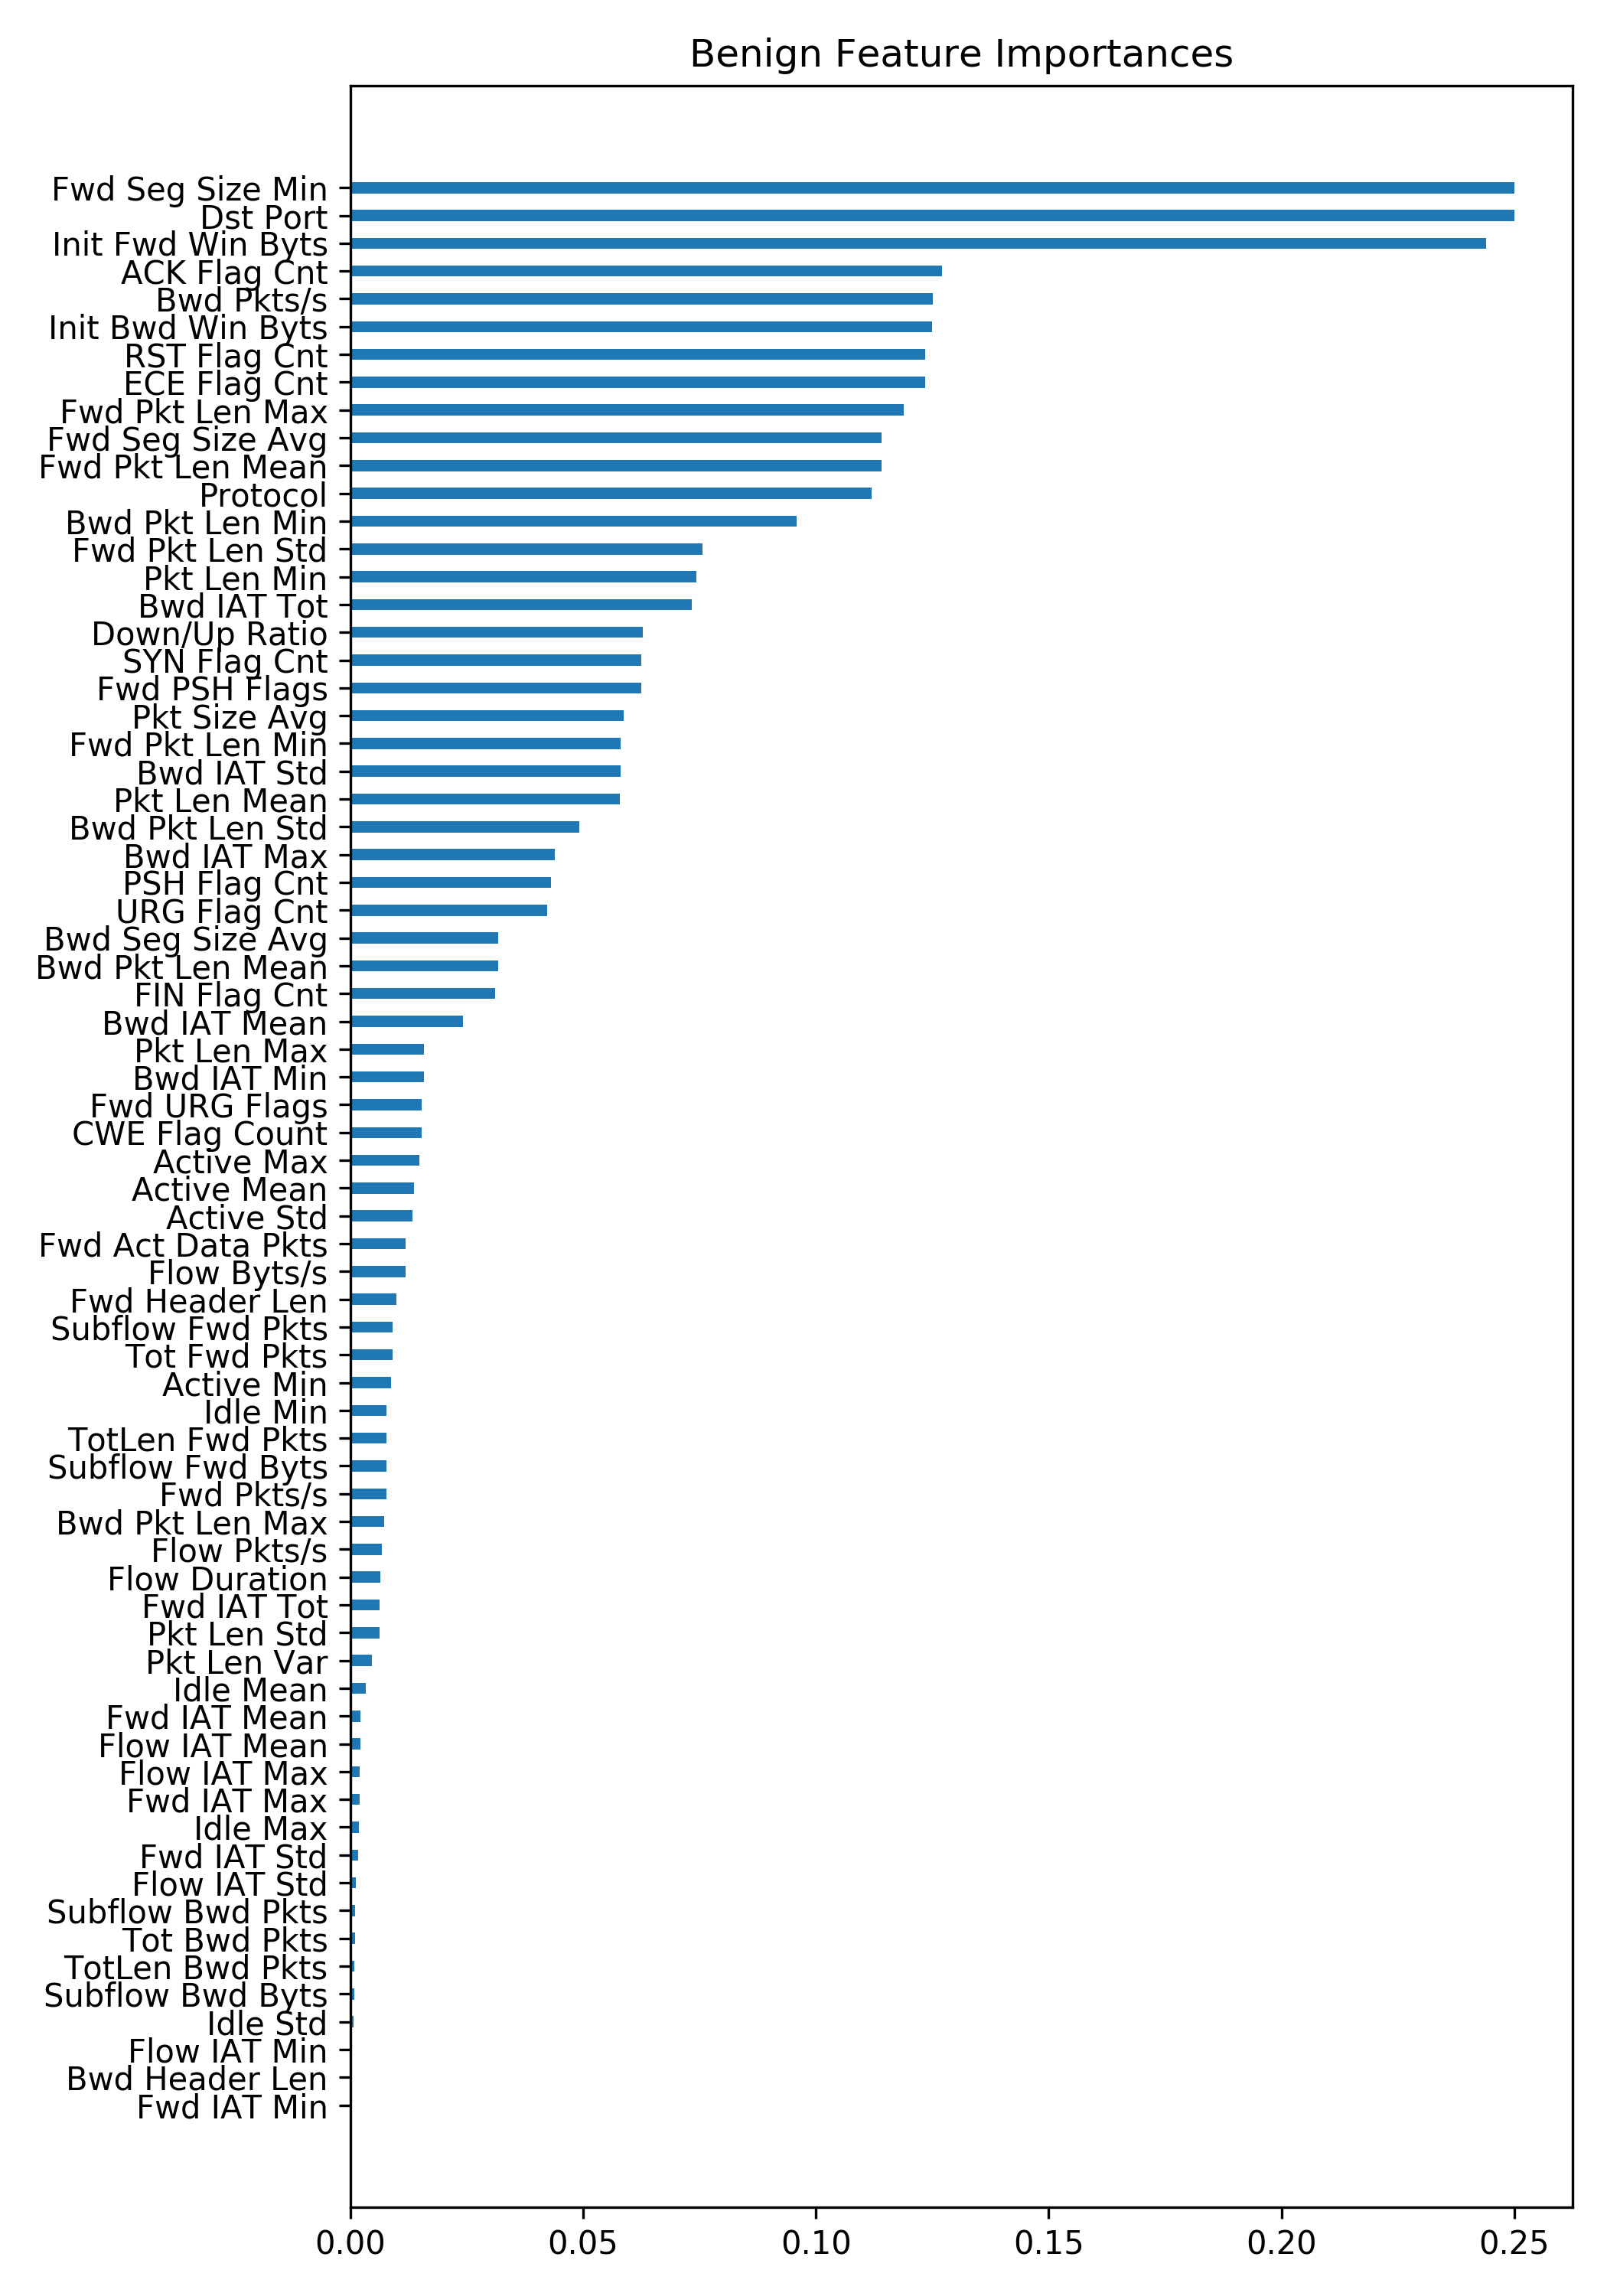 Benign Feature Importances
Fwd Seg Size Min
Dst Port
Init Fwd Win Byts
ACK Flag Cnt
Bwd Pkts/s
Init Bwd Win Byts
RST Flag Cnt
ECE Flag Cnt
Fwd Pkt Len Max
Fwd Seg Size Avg
Fwd Pkt Len Mean
Protocol
Bwd Pkt Len Min
Fwd Pkt Len Std
Pkt Len Min
Bwd IAT Tot
Down/Up Ratio
SYN Flag Cnt
Fwd PSH Flags
Pkt Size Avg
Fwd Pkt Len Min
Bwd IAT Std
Pkt Len Mean
Bwd Pkt Len Std
Bwd IAT Max
PSH Flag Cnt
URG Flag Cnt
Bwd Seg Size Avg
Bwd Pkt Len Mean
FIN Flag Cnt
Bwd IAT Mean
Pkt Len Max
Bwd IAT Min
Fwd URG Flags
CWE Flag Count
Active Max
Active Mean
Active Std
Fwd Act Data Pkts
Flow Byts/s
Fwd Header Len
Subflow Fwd Pkts
Tot Fwd Pkts
Active Min
Idle Min
TotLen Fwd Pkts
Subflow Fwd Byts
Fwd Pkts/s
Bwd Pkt Len Max
Flow Pkts/s
Flow Duration
Fwd IAT Tot
Pkt Len Std
Pkt Len Var
Idle Mean
Fwd IAT Mean
Flow IAT Mean
Flow IAT Max
Fwd IAT Max
Idle Max
Fwd IAT Std
Flow IAT Std
Subflow Bwd Pkts
Tot Bwd Pkts
TotLen Bwd Pkts
Subflow Bwd Byts
Idle Std
Flow IAT Min
Bwd Header Len
Fwd IAT Min
0.00 0.05 0.10 0.15 0.20 0.25